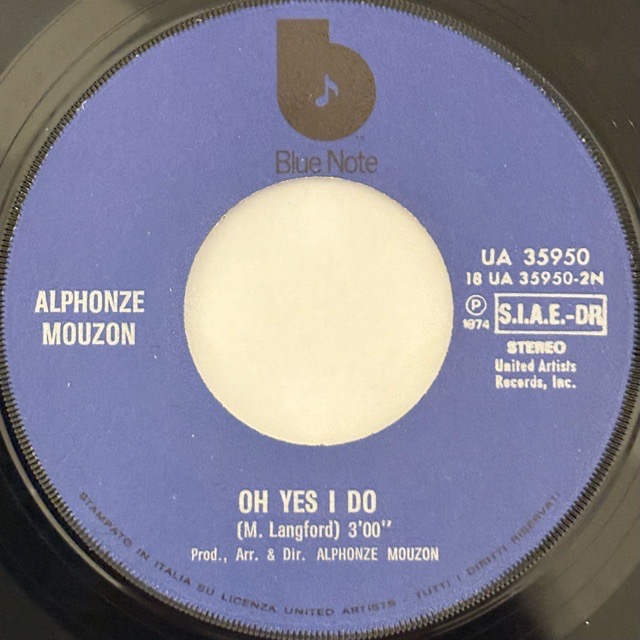 Blue Note
ALPHONZE
MOUZON
UA 35950
18 UA 35950-2N
Ⓟ 1974
S.I.A.E.-DR
STEREO
United Artists
Records, Inc.
OH YES I DO
(M. Langford) 3'00"
Prod., Arr. & Dir. ALPHONZE MOUZON
STAMPATO IN ITALIA SU LICENZA UNITED ARTISTS - TUTTI I DIRITTI RISERVATI